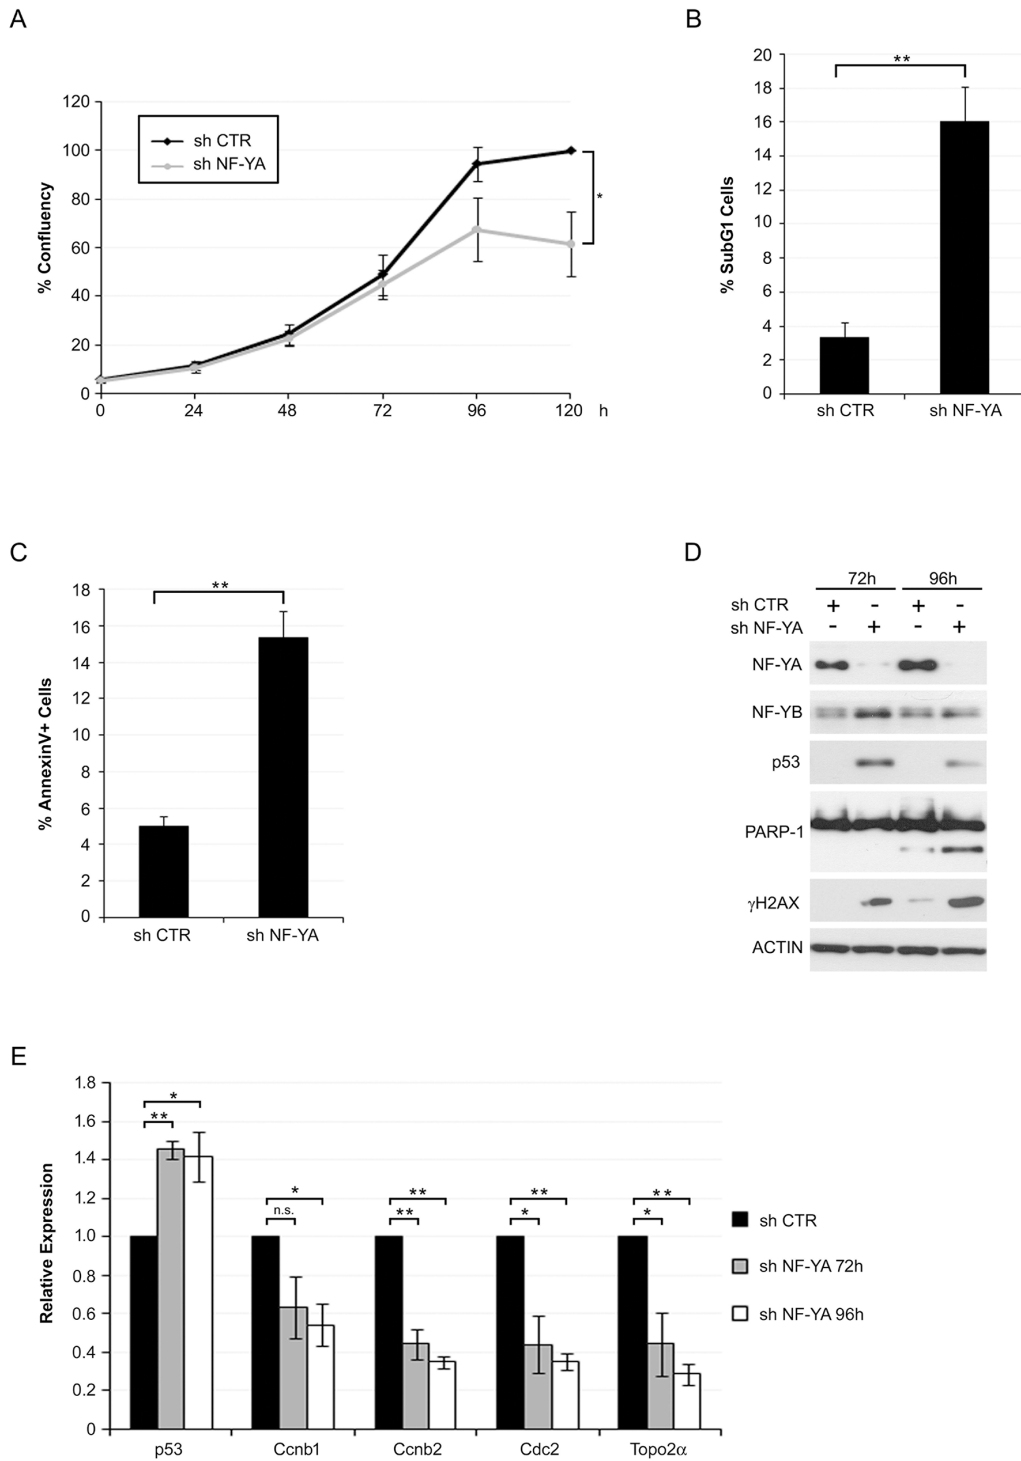 A
120
100
80
60
40
20
0
% Confluency
sh CTR
sh NF-YA
*
0 24 48 72 96 120 h
B
20
18
16
14
12
10
8
6
4
2
0
% SubG1 Cells
**
sh CTR sh NF-YA
C
18
16
14
12
10
8
6
4
2
0
% AnnexinV+ Cells
**
sh CTR sh NF-YA
D
72h 96h
sh CTR + - + -
sh NF-YA - + - +
NF-YA
NF-YB
p53
PARP-1
γH2AX
ACTIN
E
1.8
1.6
1.4
1.2
1.0
0.8
0.6
0.4
0.2
0
Relative Expression
* **
* n.s.
** **
** *
** *
sh CTR
sh NF-YA 72h
sh NF-YA 96h
p53 Ccnb1 Ccnb2 Cdc2 Topo2α